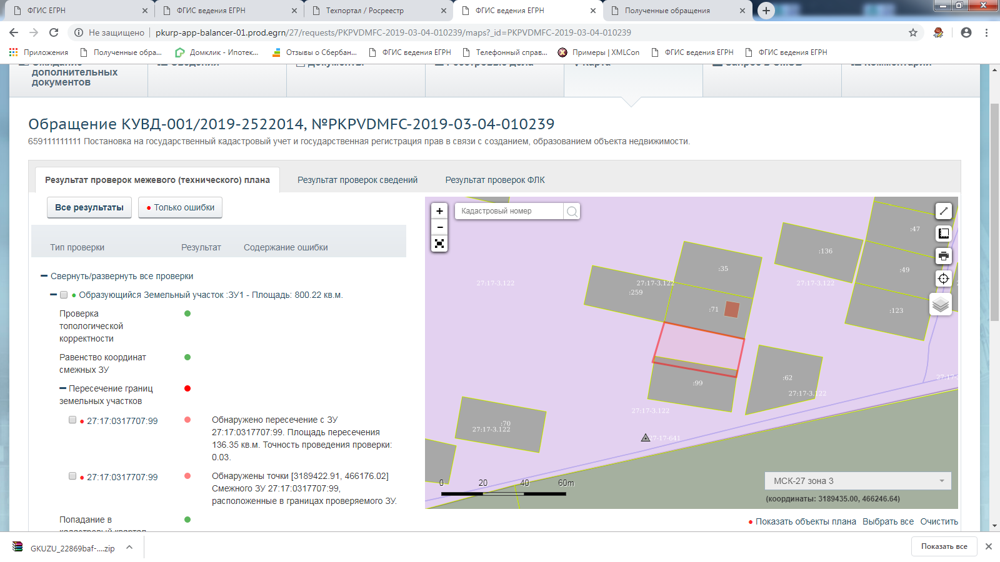 ФГИС ЕГРН
ФГИС ведения ЕГРН
Техпортал / Росреестр
ФГИС ведения ЕГРН
Полученные обращения
Не защищено
pkurp-app-balancer-01.prod.egrn/27/requests/PKPVDMFC-2019-03-04-010239/maps?_id=PKPVDMFC-2019-03-04-010239
Приложения
Полученные обра...
Домклик – Ипотек...
Отзывы о Сбербан...
ФГИС ведения ЕГРН
Телефонный справ...
Примеры | XMLCon
ФГИС ведения ЕГРН
ФГИС ведения ЕГРН
Ожидание
дополнительных
документов
Сведения
Документы
Реестровые дела
Карта
Запрос в СМЭВ
Комментарии
Обращение КУВД-001/2019-2522014, №PKPVDMFC-2019-03-04-010239
659111111111 Постановка на государственный кадастровый учет и государственная регистрация прав в связи с созданием, образованием объекта недвижимости.
Результат проверок межевого (технического) плана
Результат проверок сведений
Результат проверок ФЛК
Все результаты
Только ошибки
Тип проверки
Результат
Содержание ошибки
Свернуть/развернуть все проверки
Образующийся Земельный участок :ЗУ1 - Площадь: 800.22 кв.м.
Проверка
топологической
корректности
Равенство координат
смежных ЗУ
Пересечение границ
земельных участков
27:17:0317707:99
Обнаружено пересечение с ЗУ
27:17:0317707:99. Площадь пересечения
136.35 кв.м. Точность проведения проверки:
0.03.
27:17:0317707:99
Обнаружены точки [3189422.91, 466176.02]
Смежного ЗУ 27:17:0317707:99,
расположенные в границах проверяемого ЗУ.
Попадание в
кадастровый квартал
+
Кадастровый номер
−
:47
:136
:35
:49
27:17-3.122
27:17-3.122
27:17-3.122
:259
:71
:123
:99
:62
27:17-3.122
27:17-3.122
:70
27:17-3.122
27-17-641
0
20
40
60m
МСК-27 зона 3
(координаты: 3189435.00, 466246.64)
Показать объекты плана
Выбрать все
Очистить
GKUZU_22869baf-....zip
Показать все